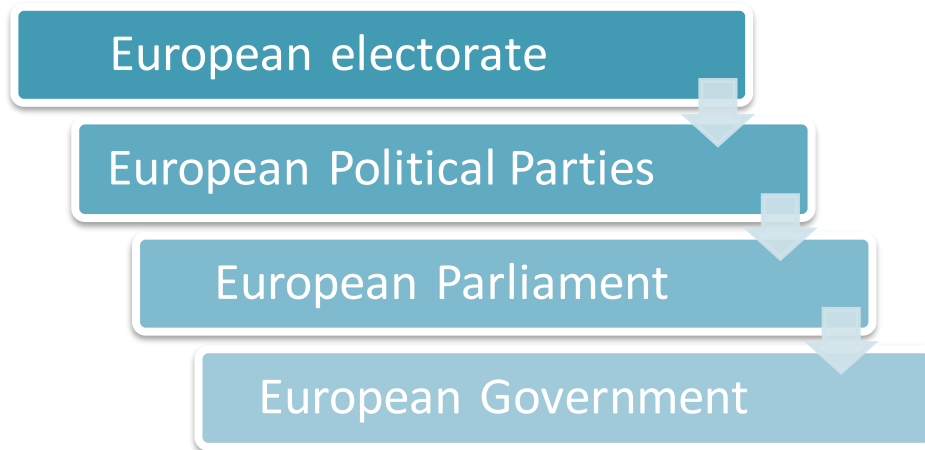 European electorate
European Political Parties
European Parliament
European Government